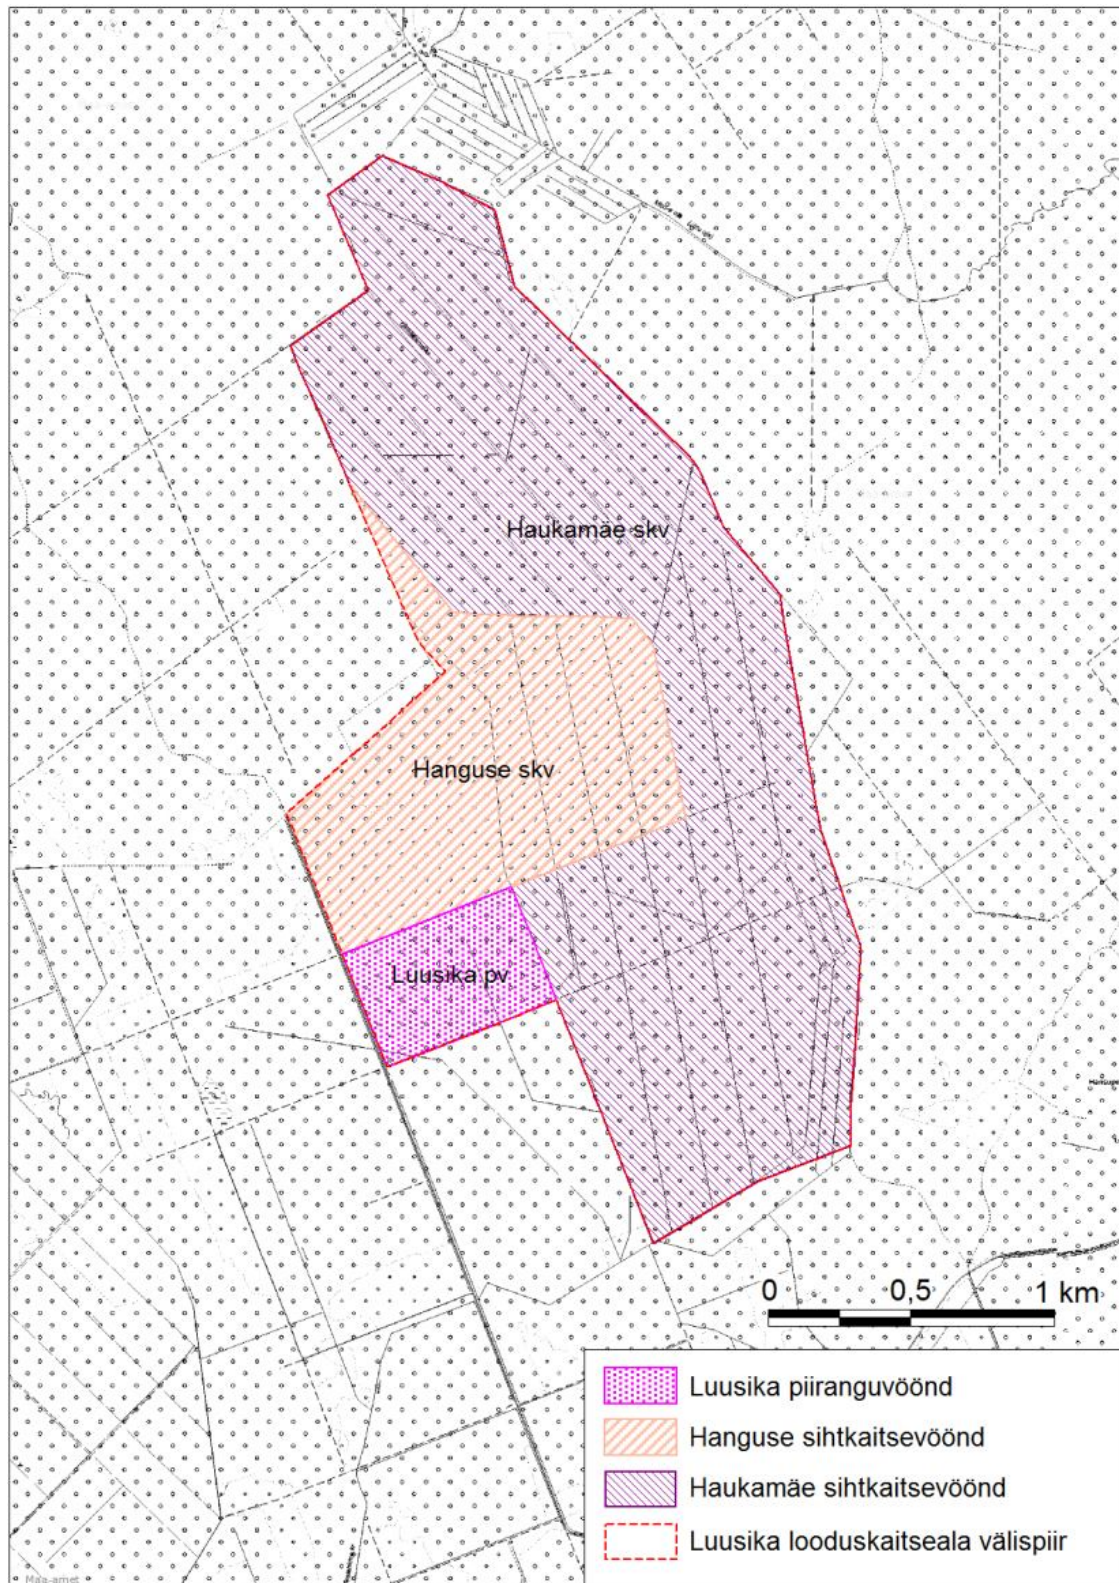 Haukamäe skv
Hanguse skv
Luusika pv
0 0,5 1 km
Luusika piiranguvöönd
Hanguse sihtkaitsevöönd
Haukamäe sihtkaitsevöönd
Luusika looduskaitseala välispiir
Maa-amet